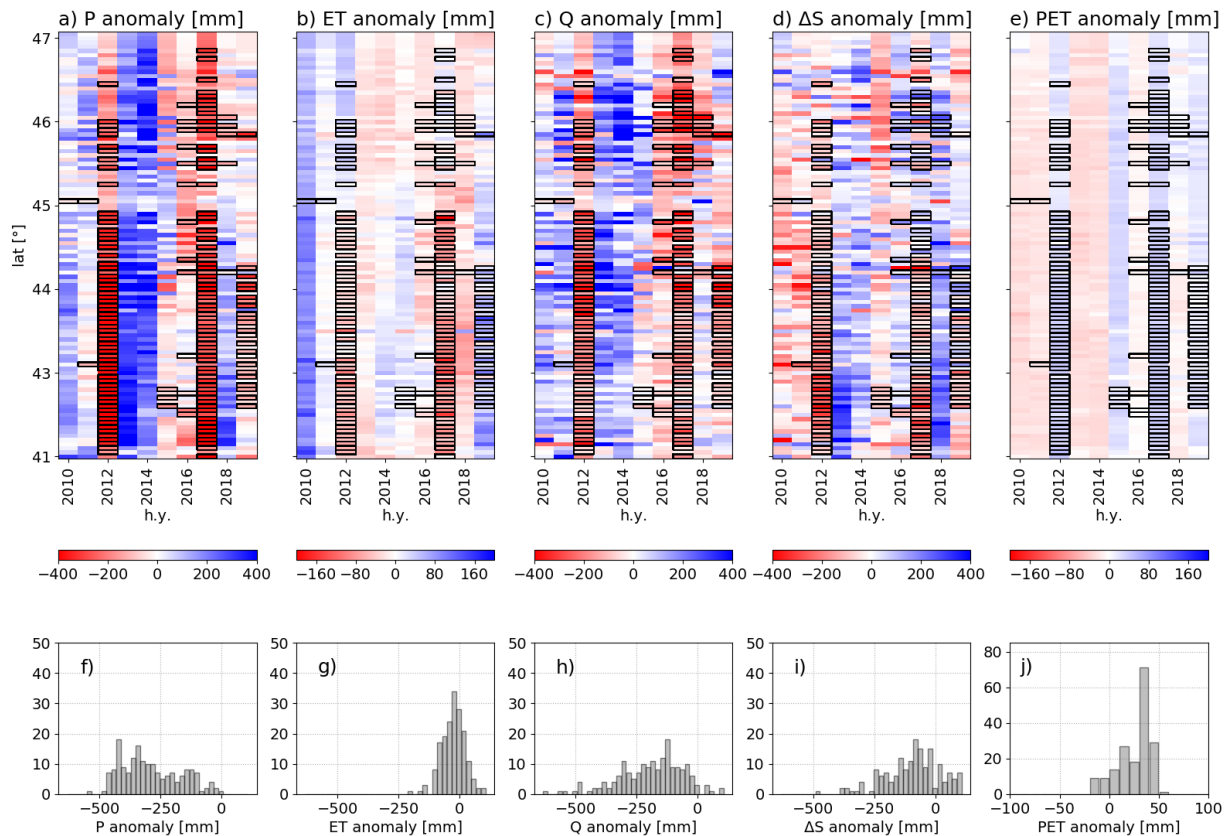 a) P anomaly [mm]
b) ET anomaly [mm]
c) Q anomaly [mm]
d) ΔS anomaly [mm]
e) PET anomaly [mm]
47
46
45
44
43
41
lat [°]
2010 2012 2014 2016 2018
2010 2012 2014 2016 2018
2010 2012 2014 2016 2018
2010 2012 2014 2016 2018
2010 2012 2014 2016 2018
h.y. h.y. h.y. h.y. h.y.
−400 −200 0 200 400
−160 −80 0 80 160
−400 −200 0 200 400
−400 −200 0 200 400
−160 −80 0 80 160
f)
50
40
30
20
10
0
−500 −250 0
P anomaly [mm]
g)
50
40
30
20
10
0
−500 −250 0
ET anomaly [mm]
h)
50
40
30
20
10
0
−500 −250 0
Q anomaly [mm]
i)
50
40
30
20
10
0
−500 −250 0
ΔS anomaly [mm]
j)
80
60
40
20
0
−100 −50 0 50 100
PET anomaly [mm]